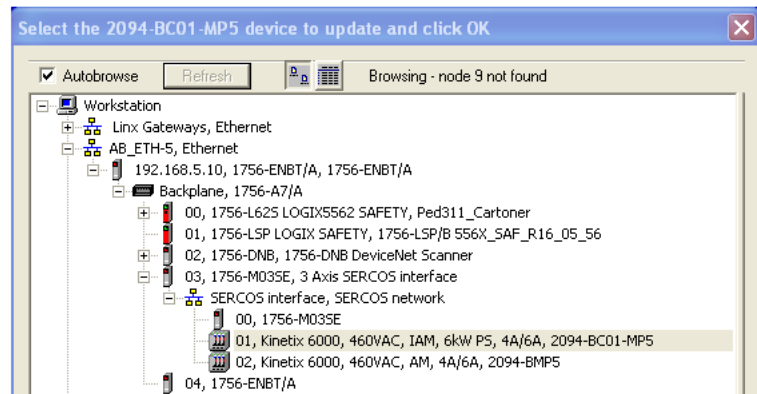 Select the 2094-BC01-MP5 device to update and click OK
Autobrowse Refresh Browsing - node 9 not found
Workstation
Linx Gateways, Ethernet
AB_ETH-5, Ethernet
192.168.5.10, 1756-ENBT/A, 1756-ENBT/A
Backplane, 1756-A7/A
00, 1756-L62S LOGIX5562 SAFETY, Ped311_Cartoner
01, 1756-LSP LOGIX SAFETY, 1756-LSP/B 556X_SAF_R16_05_56
02, 1756-DNB, 1756-DNB DeviceNet Scanner
03, 1756-M03SE, 3 Axis SERCOS interface
SERCOS interface, SERCOS network
00, 1756-M03SE
01, Kinetix 6000, 460VAC, IAM, 6kW PS, 4A/6A, 2094-BC01-MP5
02, Kinetix 6000, 460VAC, AM, 4A/6A, 2094-BMP5
04, 1756-ENBT/A